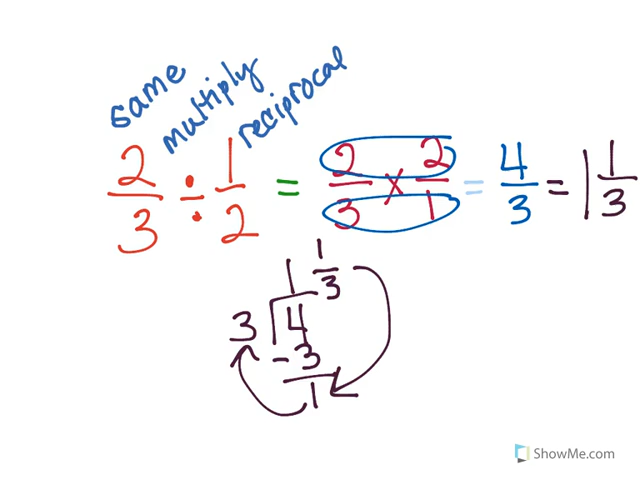 same multiply reciprocal
2/3 ÷ 1/2 = 2/3 × 2/1 = 4/3 = 1 1/3
1 1/3
3 4
-3
1
ShowMe.com